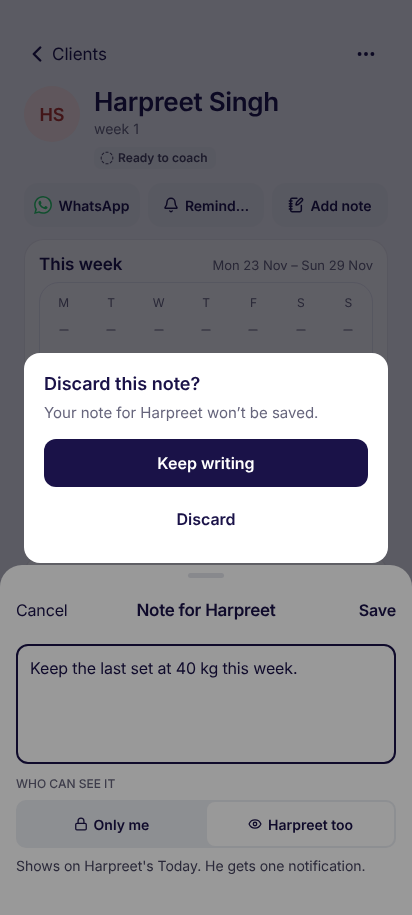 Clients
HS
Harpreet Singh
week 1
Ready to coach
WhatsApp
Remind...
Add note
This week
Mon 23 Nov – Sun 29 Nov
M T W T F S S
– – – – – – –
Discard this note?
Your note for Harpreet won’t be saved.
Keep writing
Discard
Cancel
Note for Harpreet
Save
Keep the last set at 40 kg this week.
WHO CAN SEE IT
Only me
Harpreet too
Shows on Harpreet's Today. He gets one notification.